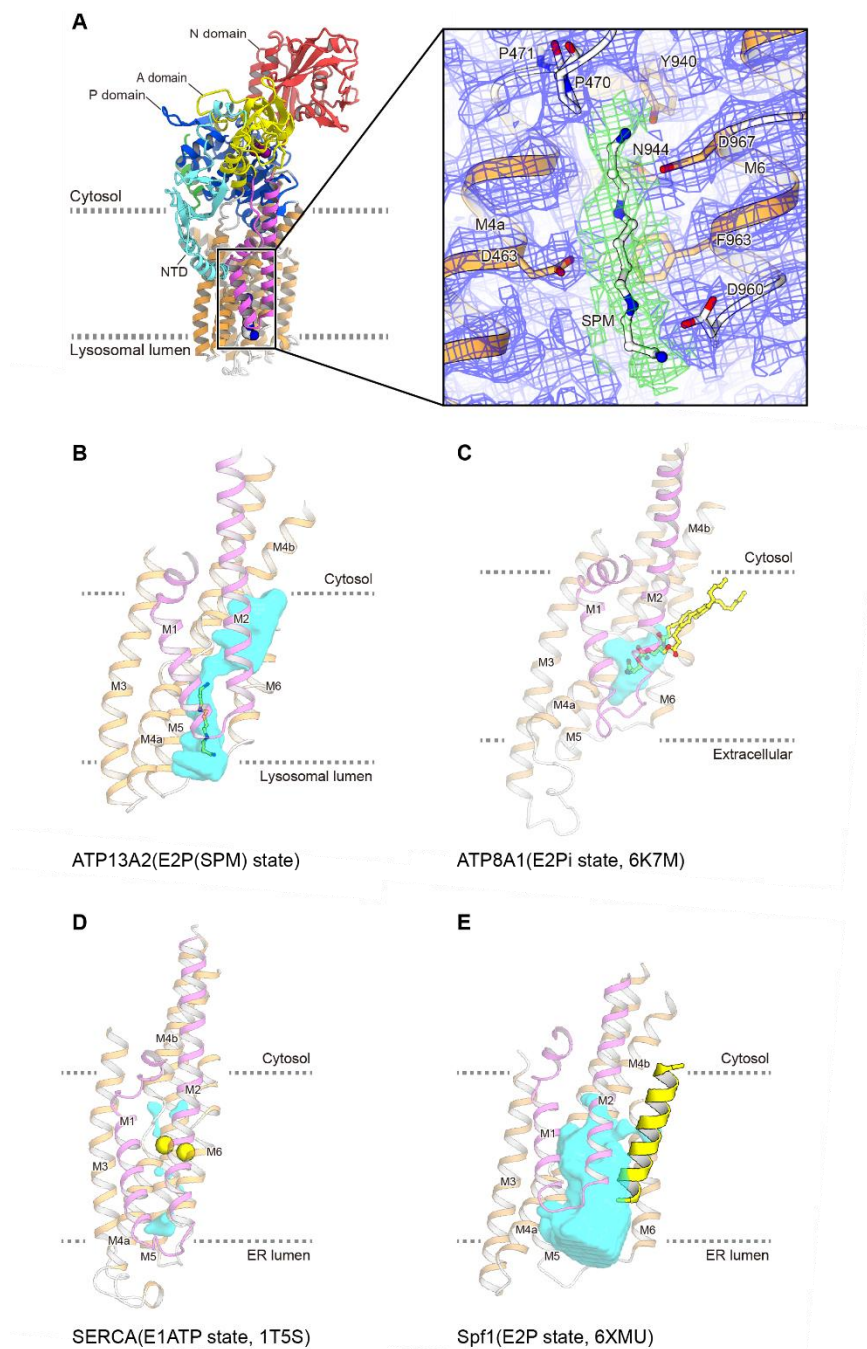 A
N domain
A domain
P domain
Cytosol
NTD
Lysosomal lumen
P471
P470
Y940
N944
D967
M6
M4a
D463
F963
D960
SPM
B
M4b
Cytosol
M2
M1
M3
M6
M5
M4a
Lysosomal lumen
ATP13A2(E2P(SPM) state)
C
M4b
Cytosol
M1
M2
M3
M6
M4a
M5
Extracellular
ATP8A1(E2Pi state, 6K7M)
D
M4b
Cytosol
M2
M1
M6
M3
M4a
M5
ER lumen
SERCA(E1ATP state, 1T5S)
E
Cytosol
M4b
M2
M1
M3
M4a
M6
M5
ER lumen
Spf1(E2P state, 6XMU)